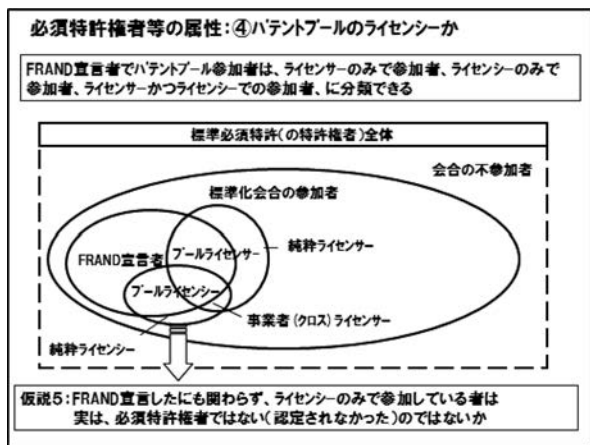 必須特許権者等の属性:④パテントプールのライセンシーか
FRAND宣言者でパテントプール参加者は、ライセンサーのみで参加者、ライセンシーのみで
参加者、ライセンサーかつライセンシーでの参加者、に分類できる
標準必須特許(の特許権者)全体
会合の不参加者
標準化会合の参加者
FRAND宣言者
プールライセンサー
純粋ライセンサー
プールライセンシー
事業者(クロス)ライセンサー
純粋ライセンシー
仮説5:FRAND宣言したにも関わらず、ライセンシーのみで参加している者は
実は、必須特許権者ではない(認定されなかった)のではないか